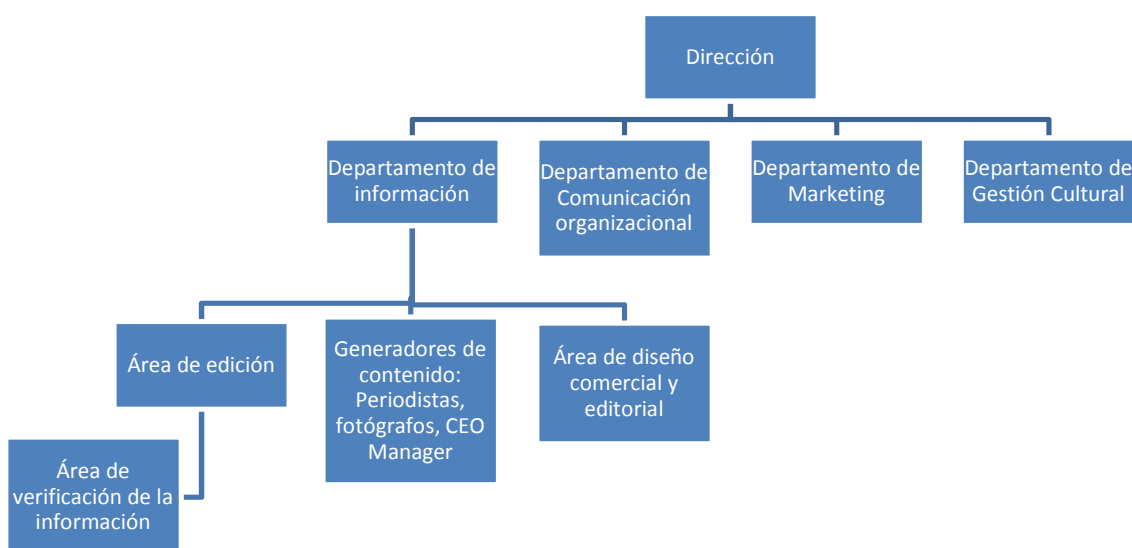 Dirección
Departamento de
información
Departamento de
Comunicación
organizacional
Departamento de
Marketing
Departamento de
Gestión Cultural
Área de edición
Generadores de
contenido:
Periodistas,
fotógrafos, CEO
Manager
Área de diseño
comercial y
editorial
Área de
verificación de la
información